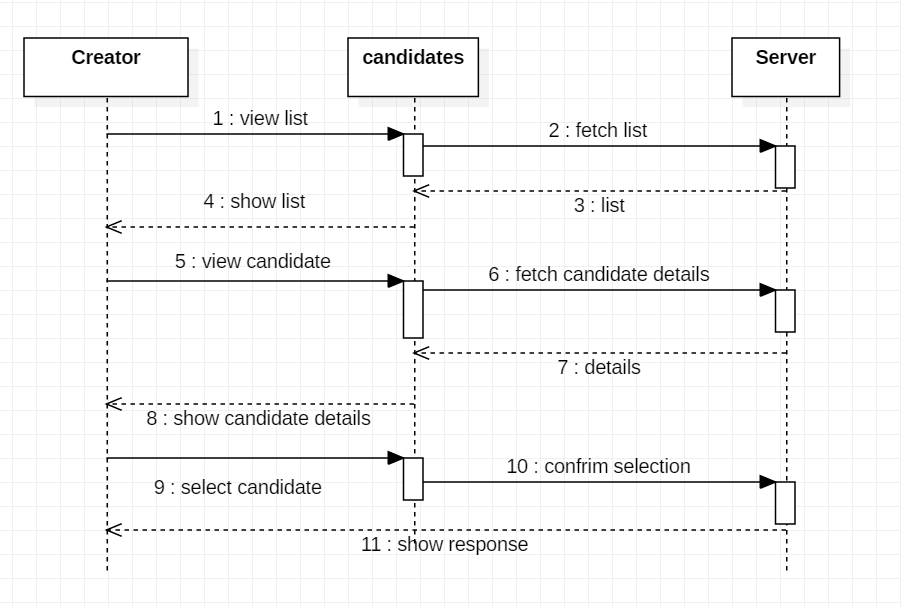 Creator
candidates
Server
1 : view list
2 : fetch list
3 : list
4 : show list
5 : view candidate
6 : fetch candidate details
7 : details
8 : show candidate details
9 : select candidate
10 : confrim selection
11 : show response